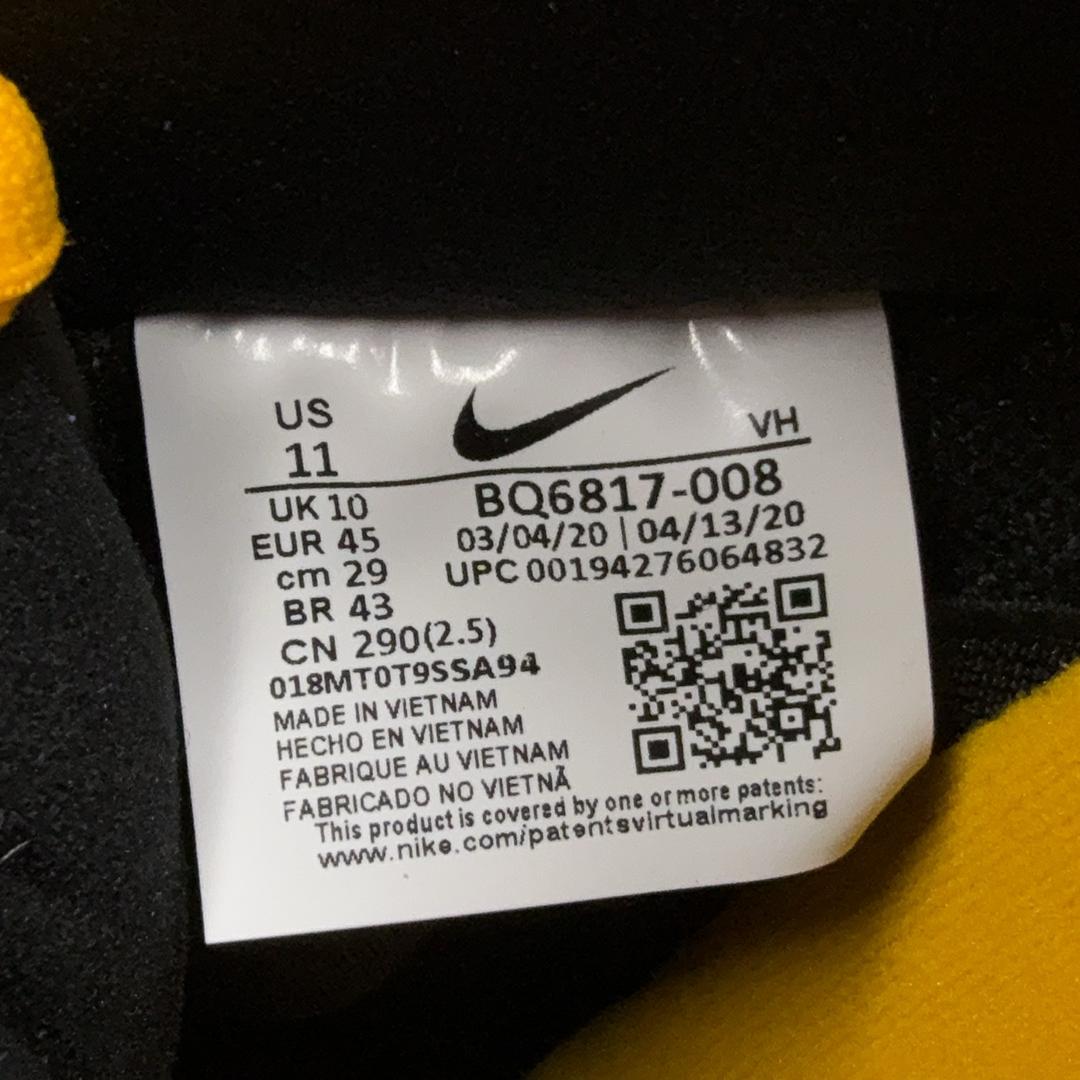 US
11
VH
UK 10
EUR 45
cm 29
BR 43
CN 290(2.5)
BQ6817-008
03/04/20 | 04/13/20
UPC 00194276064832
018MT0T9SSA94
MADE IN VIETNAM
HECHO EN VIETNAM
FABRIQUE AU VIETNAM
FABRICADO NO VIETNÃ
This product is covered by one or more patents:
www.nike.com/patentsvirtualmarking